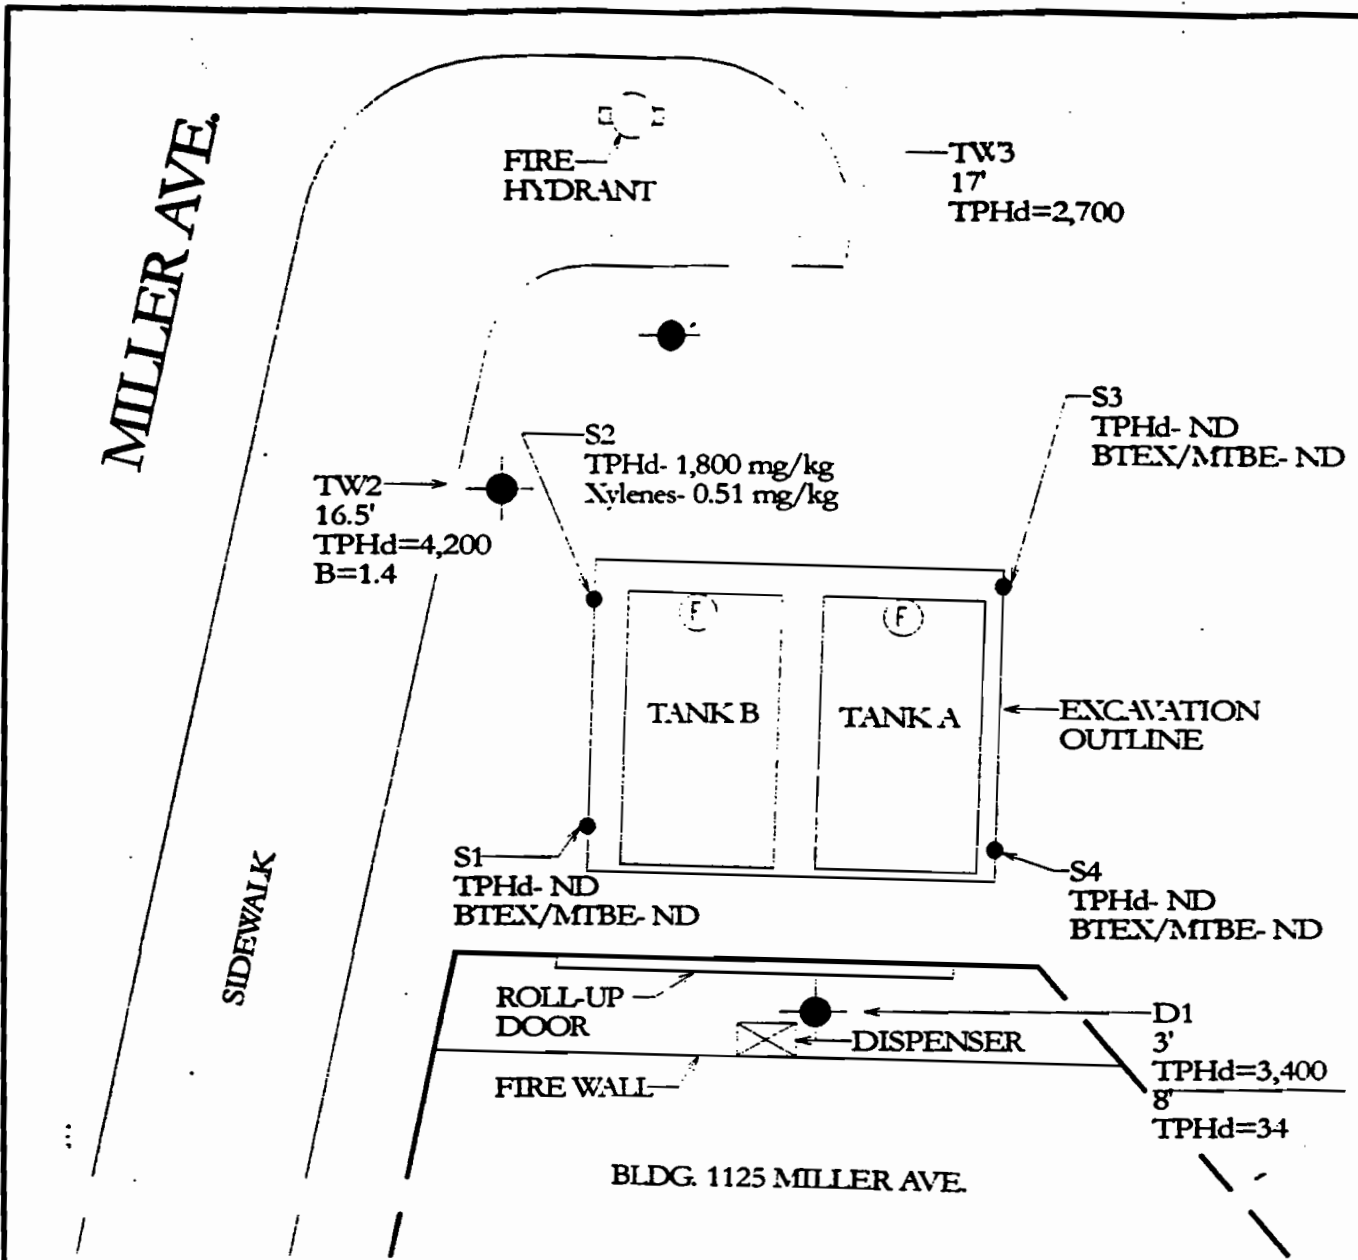 MILLER AVE.
FIRE
HYDRANT
TW3
17'
TPHd=2,700
S3
TPHd- ND
BTEX/MTBE- ND
S2
TPHd- 1,800 mg/kg
Xylenes- 0.51 mg/kg
TW2
16.5'
TPHd=4,200
B=1.4
F
F
TANK B
TANK A
EXCAVATION
OUTLINE
S1
TPHd- ND
BTEX/MTBE- ND
S4
TPHd- ND
BTEX/MTBE- ND
SIDEWALK
ROLL-UP
DOOR
DISPENSER
D1
3'
TPHd=3,400
8'
TPHd=34
FIRE WALL
BLDG. 1125 MILLER AVE.